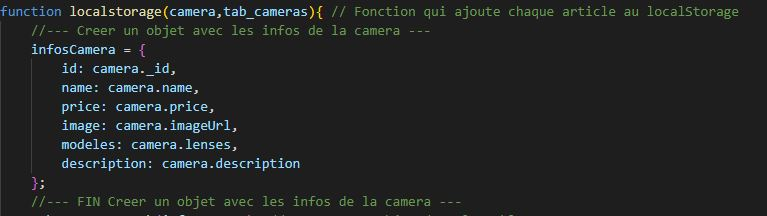 function localstorage(camera,tab_cameras){ // Fonction qui ajoute chaque article au localStorage
//--- Creer un objet avec les infos de la camera ---
infosCamera = {
id: camera._id,
name: camera.name,
price: camera.price,
image: camera.imageUrl,
modeles: camera.lenses,
description: camera.description
};
//--- FIN Creer un objet avec les infos de la camera ---